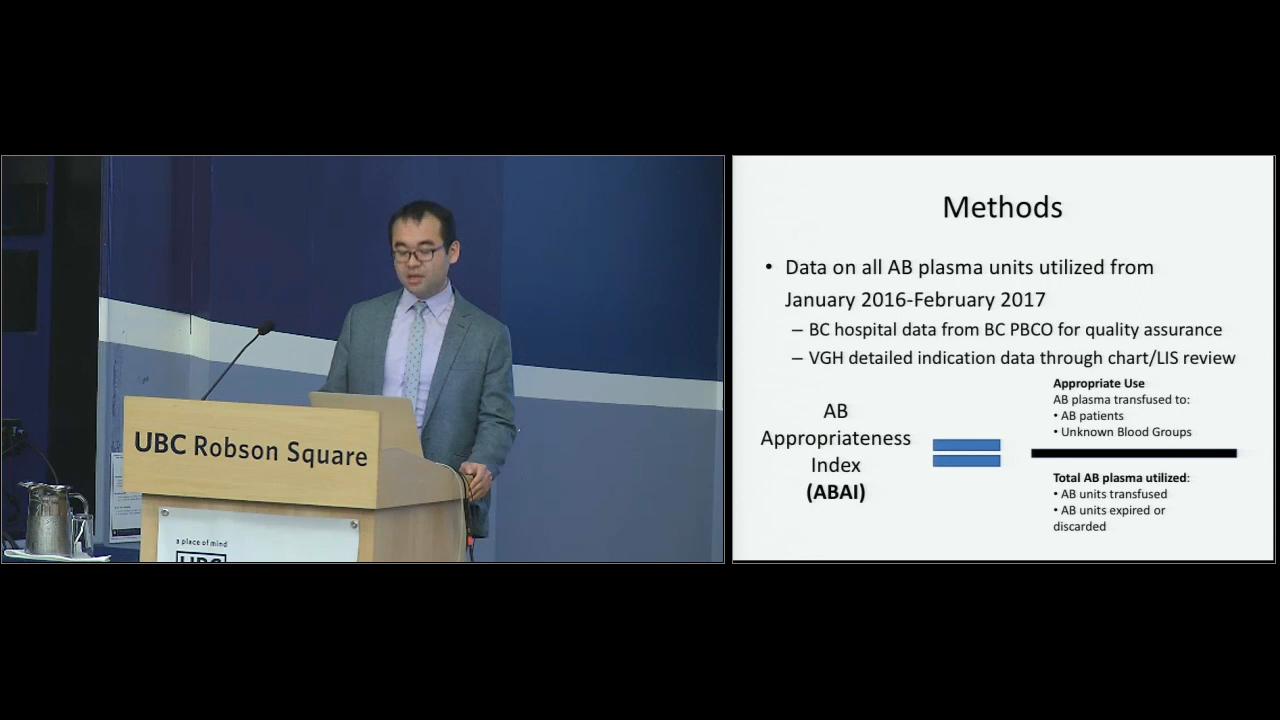 UBC Robson Square
a place of mind
UBC
Methods
• Data on all AB plasma units utilized from
January 2016-February 2017
– BC hospital data from BC PBCO for quality assurance
– VGH detailed indication data through chart/LIS review
AB
Appropriateness
Index
(ABAI)
Appropriate Use
AB plasma transfused to:
• AB patients
• Unknown Blood Groups
Total AB plasma utilized:
• AB units transfused
• AB units expired or
discarded